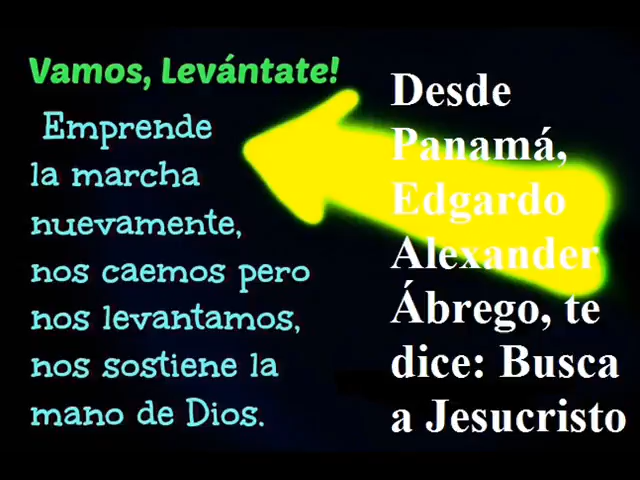 Vamos, Levántate!
Emprende
la marcha
nuevamente,
nos caemos pero
nos levantamos,
nos sostiene la
mano de Dios.
Desde
Panamá,
Edgardo
Alexander
Ábrego, te
dice: Busca
a Jesucristo